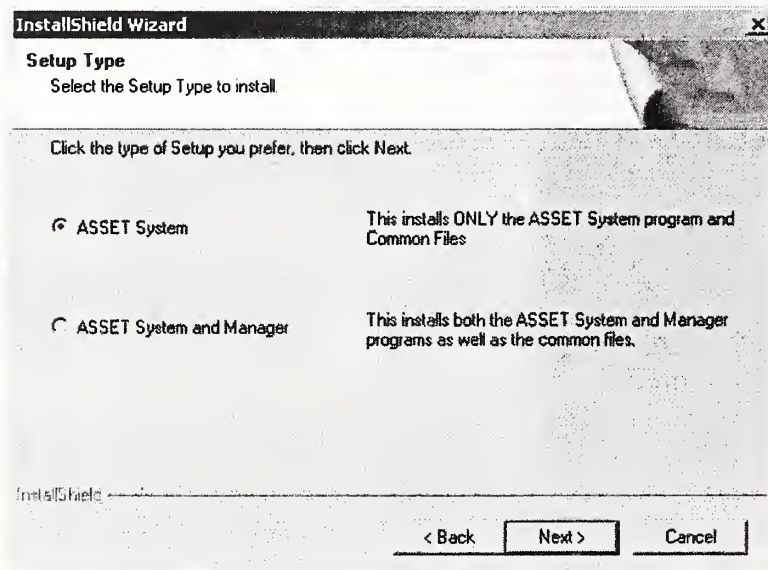 InstallShield Wizard
Setup Type
Select the Setup Type to install.
Click the type of Setup you prefer, then click Next.
ASSET System
This installs ONLY the ASSET System program and
Common Files
ASSET System and Manager
This installs both the ASSET System and Manager
programs as well as the common files.
InstallShield
< Back
Next >
Cancel